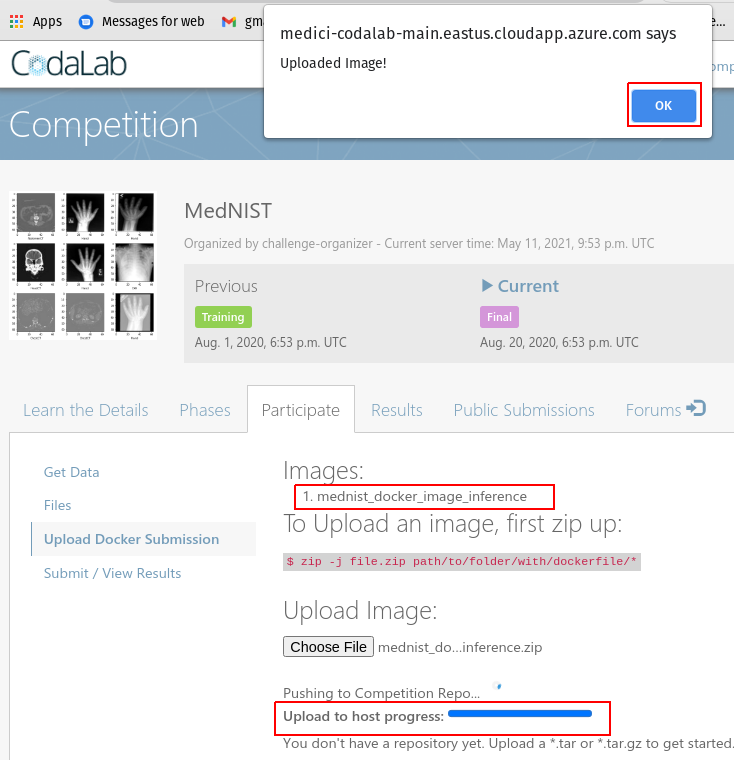 Apps Messages for web gma e...
medici-codalab-main.eastus.cloudapp.azure.com says
Uploaded Image!
OK
CodaLab omp
Competition
MedNIST
Organized by challenge-organizer - Current server time: May 11, 2021, 9:53 p.m. UTC
Previous Current
Training Final
Aug. 1, 2020, 6:53 p.m. UTC Aug. 20, 2020, 6:53 p.m. UTC
Learn the Details Phases Participate Results Public Submissions Forums
Get Data
Files
Upload Docker Submission
Submit / View Results
Images:
1. mednist_docker_image_inference
To Upload an image, first zip up:
$ zip -j file.zip path/to/folder/with/dockerfile/*
Upload Image:
Choose File mednist_do...inference.zip
Pushing to Competition Repo...
Upload to host progress:
You don't have a repository yet. Upload a *.tar or *.tar.gz to get started.